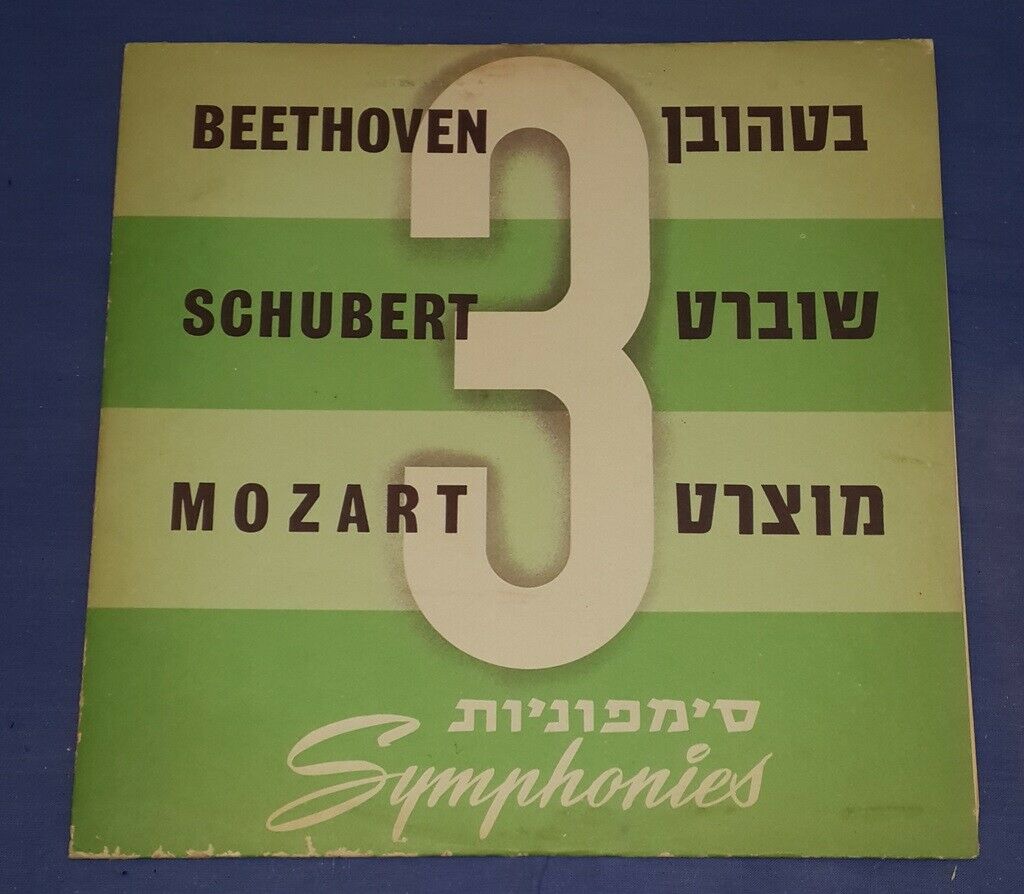 BEETHOVEN 3 בטהובן
SCHUBERT שוברט
MOZART מוצרט
סימפוניות
Symphonies